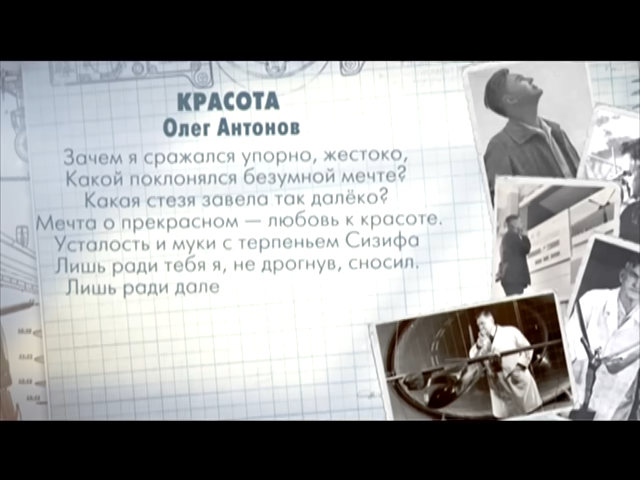 КРАСОТА
Олег Антонов
Зачем я сражался упорно, жестоко,
Какой поклонялся безумной мечте?
Какая стезя завела так далёко?
Мечта о прекрасном — любовь к красоте.
Усталость и муки с терпеньем Сизифа
Лишь ради тебя я, не дрогнув, сносил.
Лишь ради дале